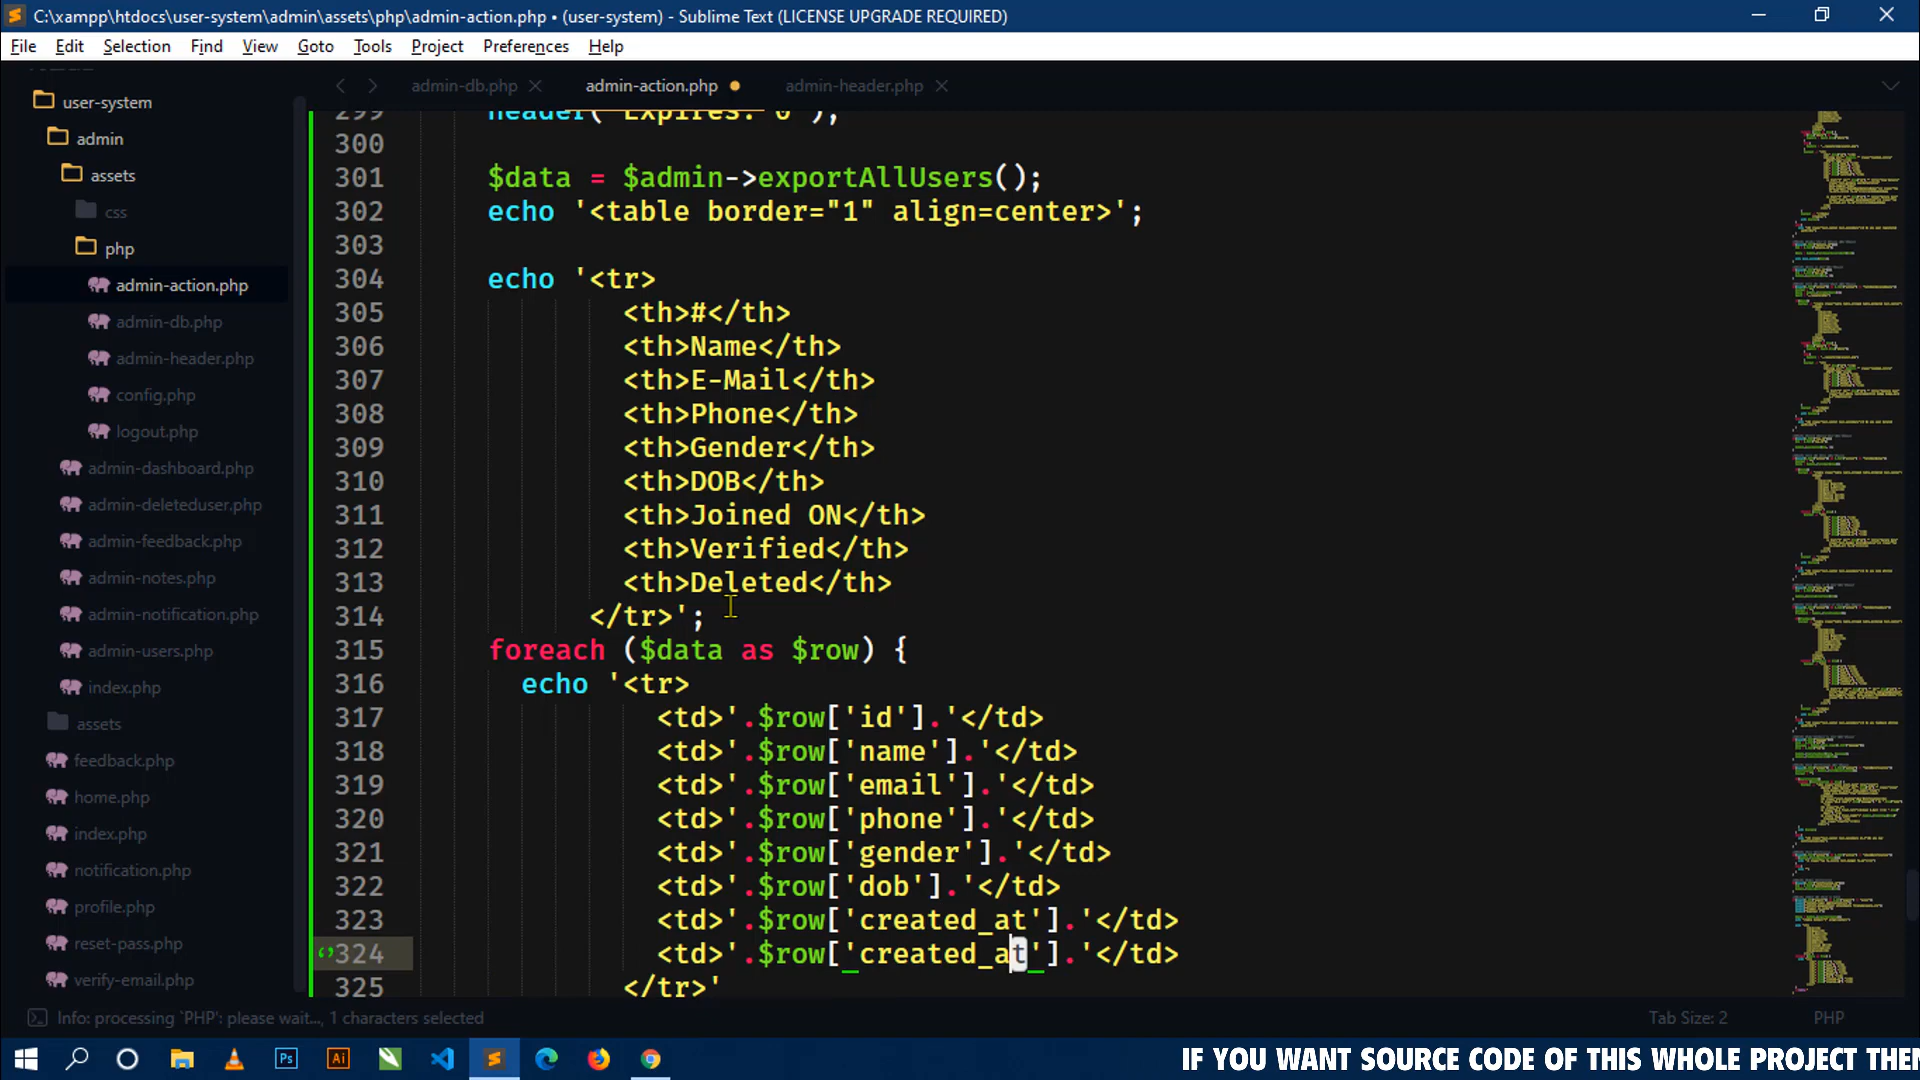 C:\xampp\htdocs\user-system\admin\assets\php\admin-action.php • (user-system) - Sublime Text (LICENSE UPGRADE REQUIRED)
File Edit Selection Find View Goto Tools Project Preferences Help
admin-db.php admin-action.php admin-header.php
user-system
admin
assets
css
php
admin-action.php
admin-db.php
admin-header.php
config.php
logout.php
admin-dashboard.php
admin-deleteduser.php
admin-feedback.php
admin-notes.php
admin-notification.php
admin-users.php
index.php
assets
feedback.php
home.php
index.php
notification.php
profile.php
reset-pass.php
verify-email.php
299 header("Expires: 0");
300
301 $data = $admin->exportAllUsers();
302 echo '<table border="1" align=center>';
303
304 echo '<tr>
305 <th>#</th>
306 <th>Name</th>
307 <th>E-Mail</th>
308 <th>Phone</th>
309 <th>Gender</th>
310 <th>DOB</th>
311 <th>Joined ON</th>
312 <th>Verified</th>
313 <th>Deleted</th>
314 </tr>';
315 foreach ($data as $row) {
316 echo '<tr>
317 <td>'.$row['id'].'</td>
318 <td>'.$row['name'].'</td>
319 <td>'.$row['email'].'</td>
320 <td>'.$row['phone'].'</td>
321 <td>'.$row['gender'].'</td>
322 <td>'.$row['dob'].'</td>
323 <td>'.$row['created_at'].'</td>
324 <td>'.$row['created_at'].'</td>
325 </tr>'
Info: processing `PHP': please wait..., 1 characters selected
Tab Size: 2 PHP
IF YOU WANT SOURCE CODE OF THIS WHOLE PROJECT THEN